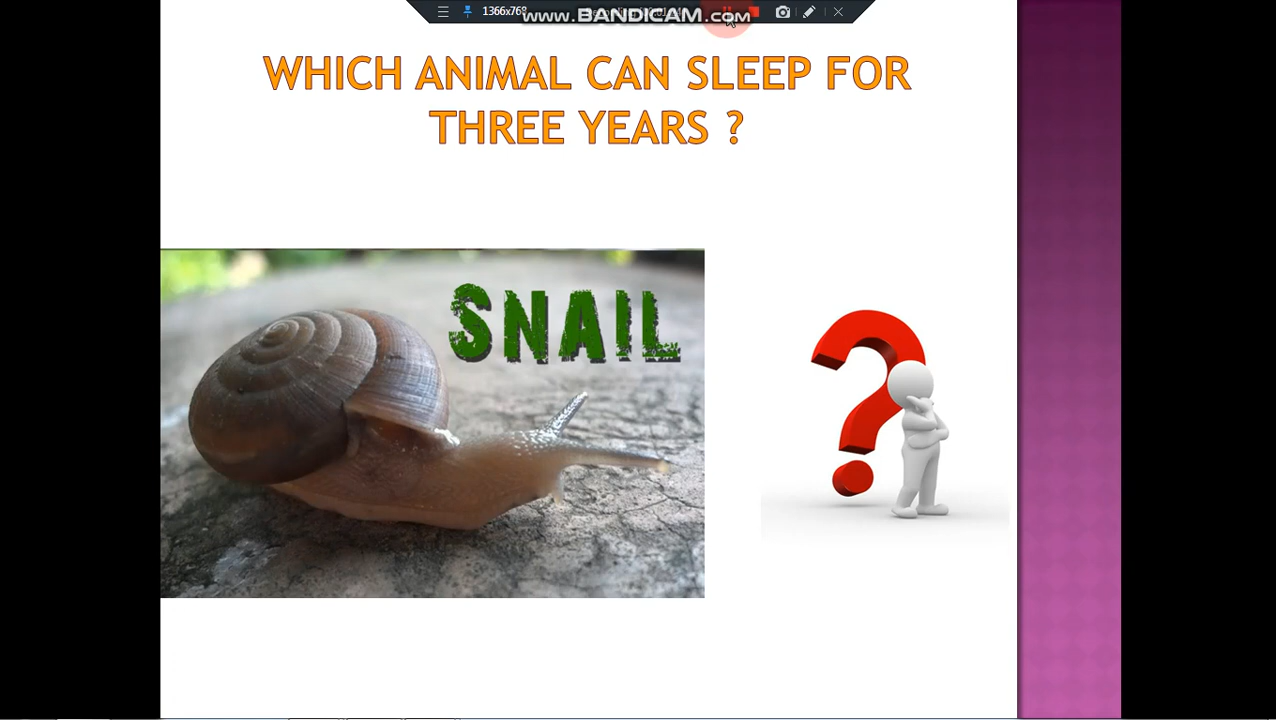 1366x768
www.BANDICAM.com
WHICH ANIMAL CAN SLEEP FOR
THREE YEARS ?
SNAIL